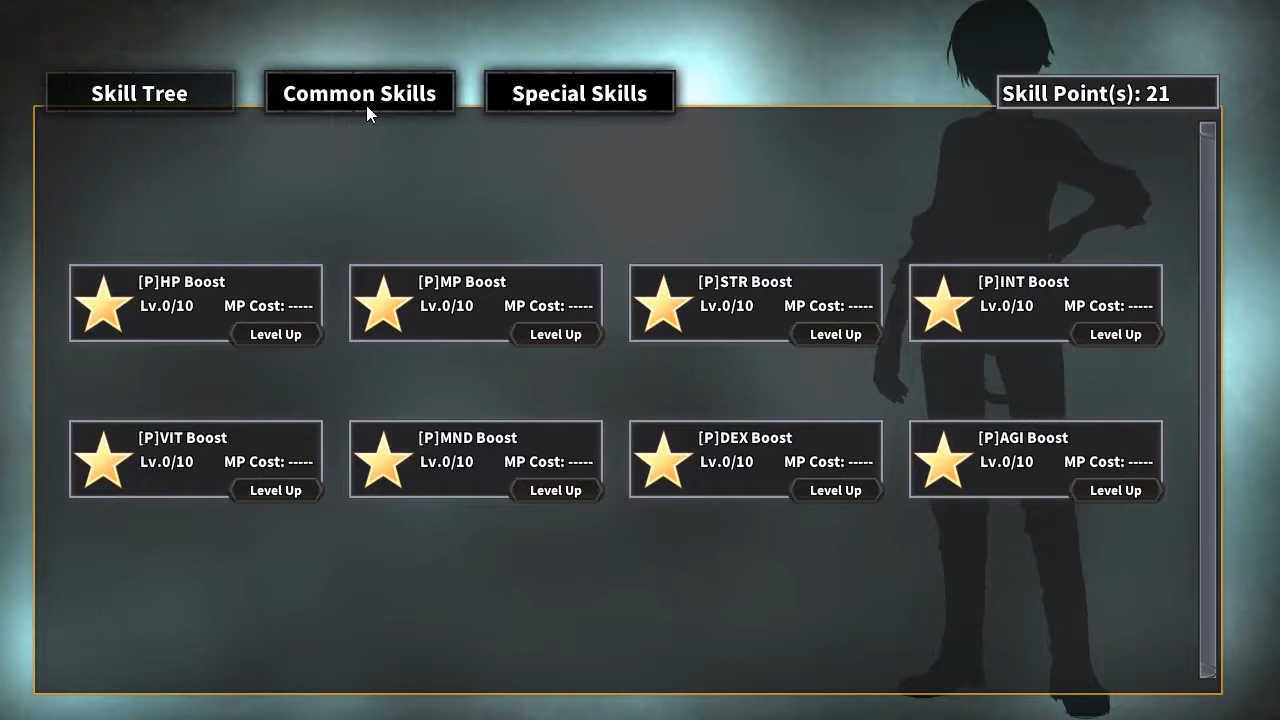 Skill Tree
Common Skills
Special Skills
Skill Point(s): 21
[P]HP Boost
Lv.0/10 MP Cost: -----
Level Up
[P]MP Boost
Lv.0/10 MP Cost: -----
Level Up
[P]STR Boost
Lv.0/10 MP Cost: -----
Level Up
[P]INT Boost
Lv.0/10 MP Cost: -----
Level Up
[P]VIT Boost
Lv.0/10 MP Cost: -----
Level Up
[P]MND Boost
Lv.0/10 MP Cost: -----
Level Up
[P]DEX Boost
Lv.0/10 MP Cost: -----
Level Up
[P]AGI Boost
Lv.0/10 MP Cost: -----
Level Up